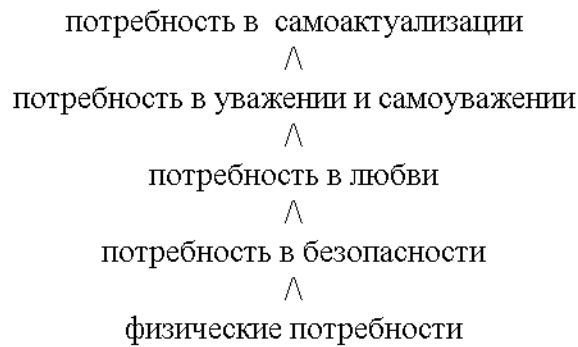 потребность в самоактуализации
/\
потребность в уважении и самоуважении
/\
потребность в любви
/\
потребность в безопасности
/\
физические потребности